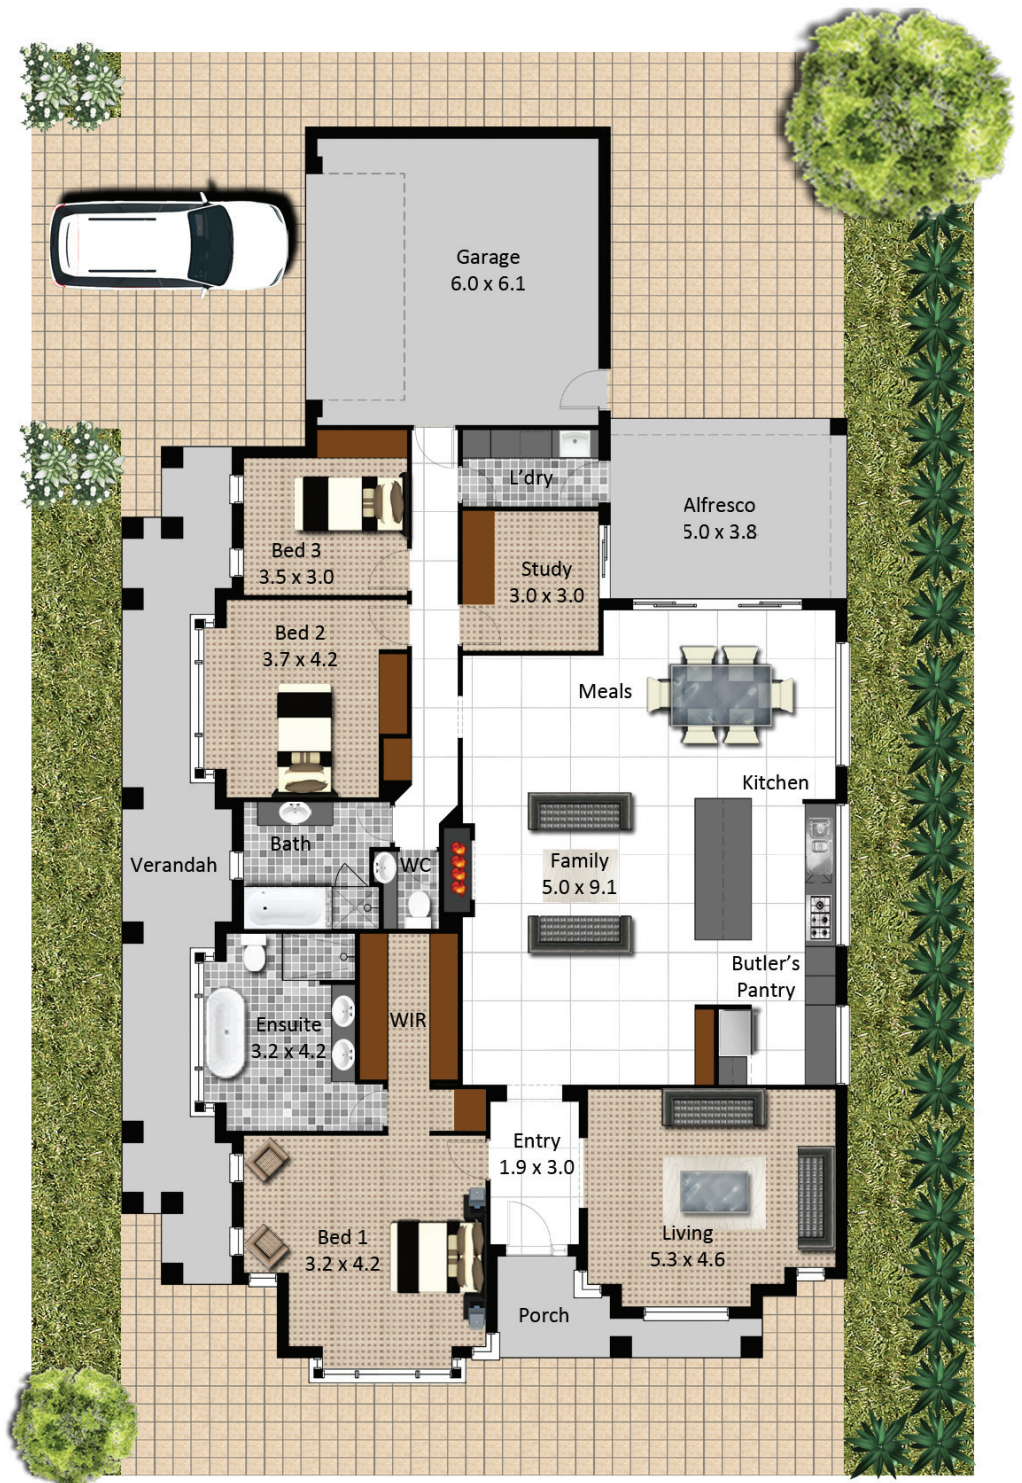 Garage
6.0 x 6.1
L'dry
Alfresco
5.0 x 3.8
Bed 3
3.5 x 3.0
Study
3.0 x 3.0
Bed 2
3.7 x 4.2
Meals
Kitchen
Bath
Verandah
WC
Family
5.0 x 9.1
Butler's
Pantry
Ensuite
3.2 x 4.2
WIR
Entry
1.9 x 3.0
Bed 1
3.2 x 4.2
Living
5.3 x 4.6
Porch